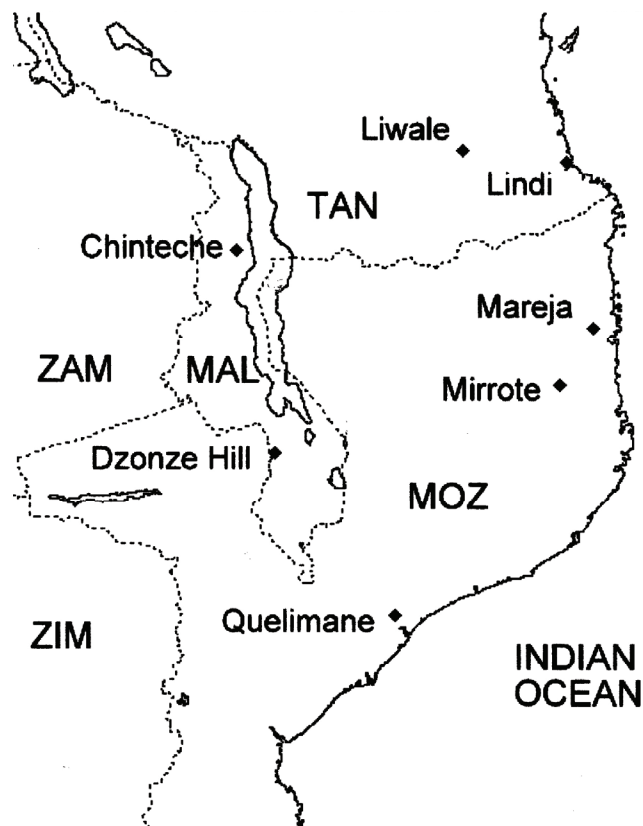 Liwale
Lindi
TAN
Chinteche
Mareja
ZAM
MAL
Mirrote
Dzonze Hill
MOZ
Quelimane
ZIM
INDIAN
OCEAN